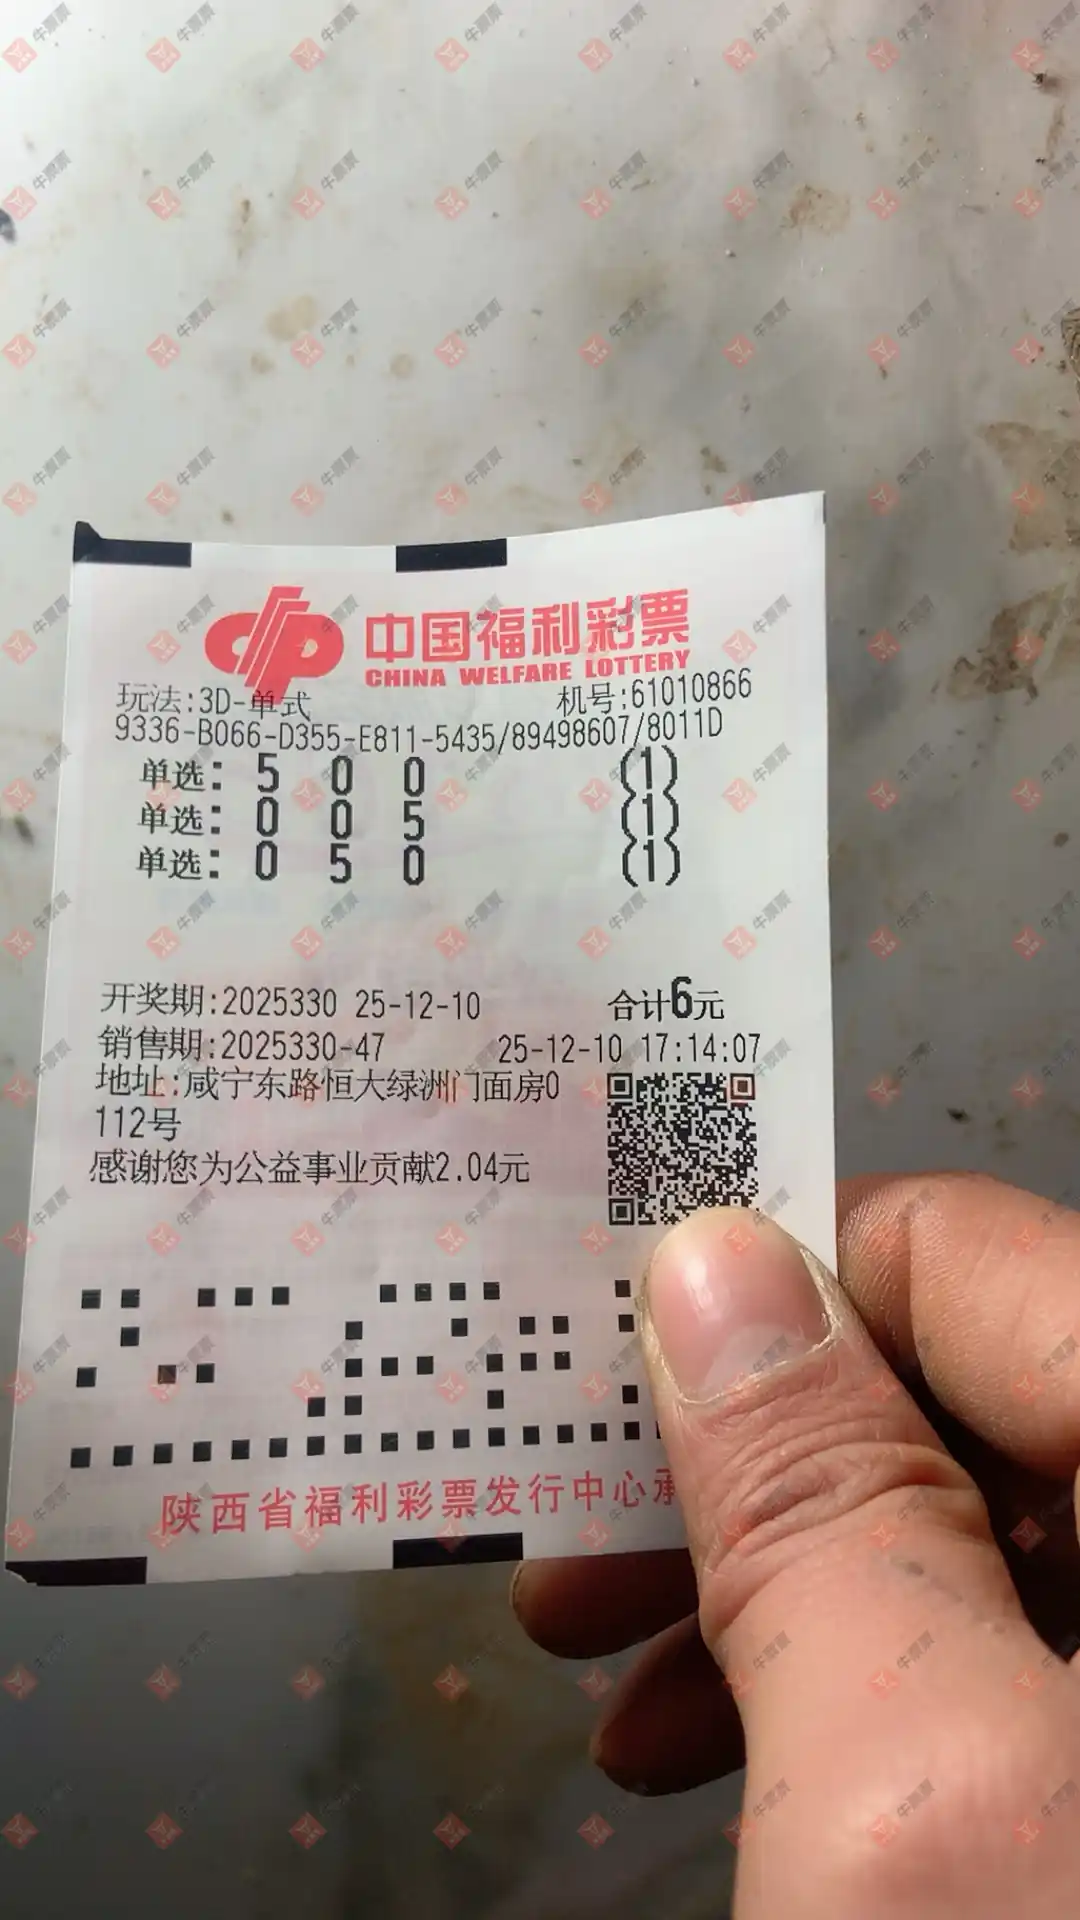 中国福利彩票
CHINA WELFARE LOTTERY
玩法:3D-单式 机号:61010866
9336-B066-D355-E811-5435/89498607/8011D
单选: 5 0 0 (1)
单选: 0 0 5 (1)
单选: 0 5 0 (1)
开奖期:2025330 25-12-10 合计6元
销售期:2025330-47 25-12-10 17:14:07
地址:咸宁东路恒大绿洲门面房0
112号
感谢您为公益事业贡献2.04元
陕西省福利彩票发行中心承
牛票票